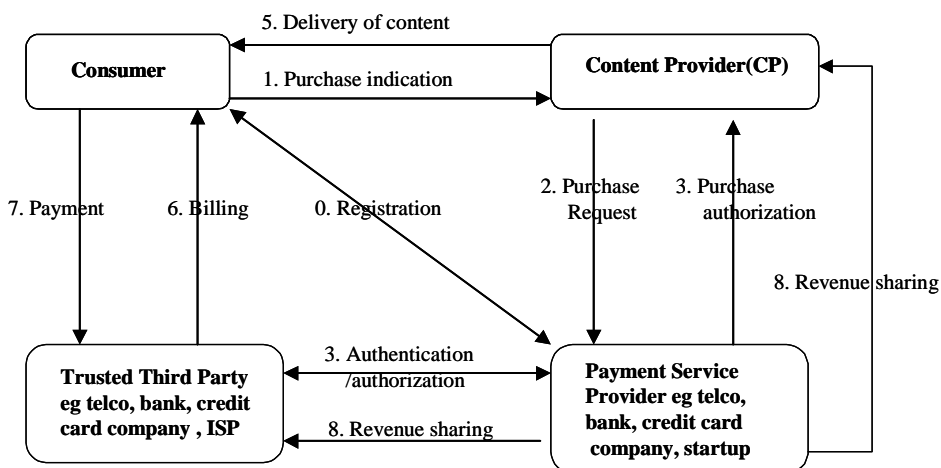 5. Delivery of content
Consumer
Content Provider(CP)
1. Purchase indication
7. Payment
6. Billing
0. Registration
2. Purchase
Request
3. Purchase
authorization
8. Revenue sharing
3. Authentication
/authorization
Trusted Third Party
eg telco, bank, credit
card company , ISP
8. Revenue sharing
Payment Service
Provider eg telco,
bank, credit card
company, startup